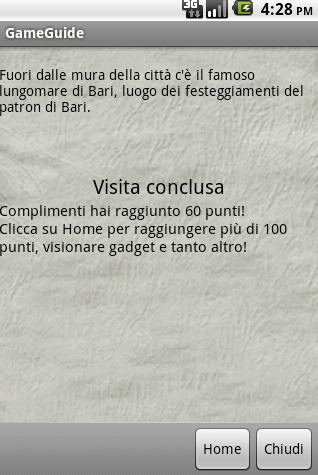 3G 4:28 PM
GameGuide
Fuori dalle mura della città c'è il famoso
lungomare di Bari, luogo dei festeggiamenti del
patron di Bari.
Visita conclusa
Complimenti hai raggiunto 60 punti!
Clicca su Home per raggiungere più di 100
punti, visionare gadget e tanto altro!
Home Chiudi